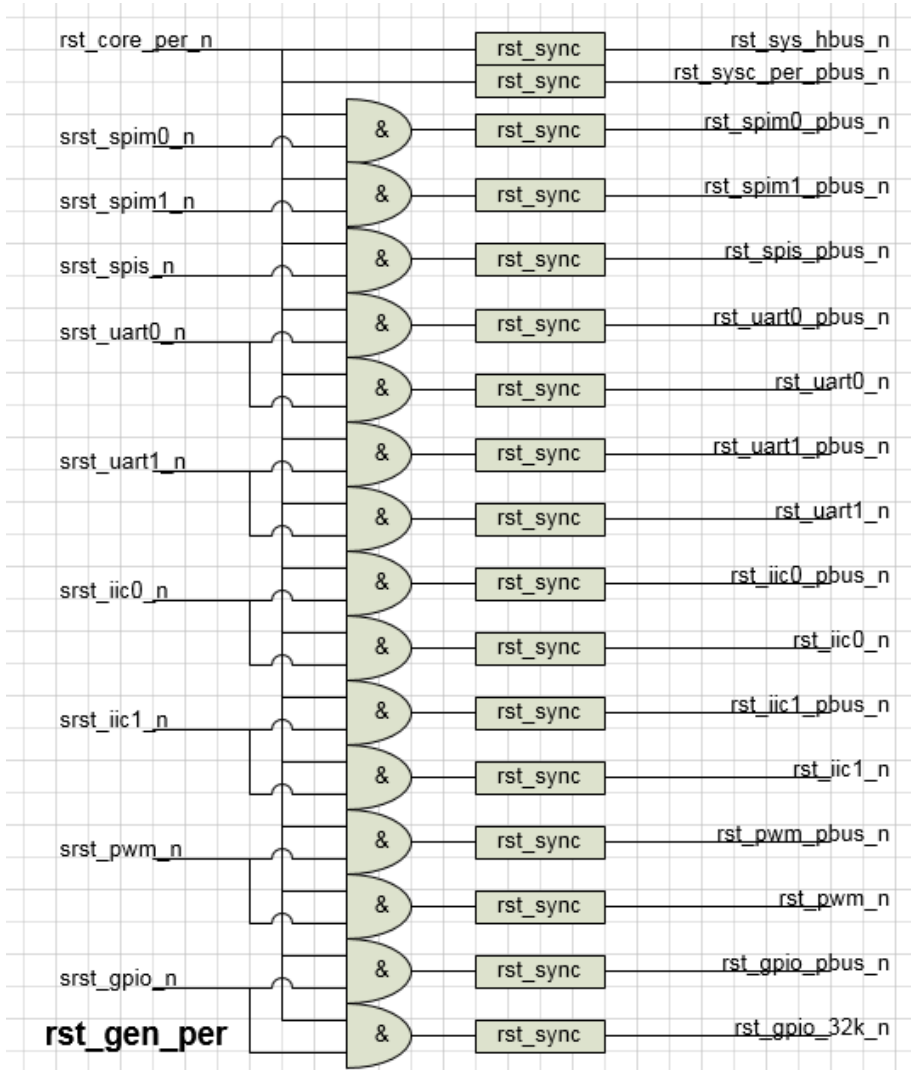 rst_core_per_n rst_sync rst_sys_hbus_n
rst_sync rst_sysc_per_pbus_n
srst_spim0_n & rst_sync rst_spim0_pbus_n
srst_spim1_n & rst_sync rst_spim1_pbus_n
srst_spis_n & rst_sync rst_spis_pbus_n
srst_uart0_n & rst_sync rst_uart0_pbus_n
& rst_sync rst_uart0_n
srst_uart1_n & rst_sync rst_uart1_pbus_n
& rst_sync rst_uart1_n
srst_iic0_n & rst_sync rst_iic0_pbus_n
& rst_sync rst_iic0_n
srst_iic1_n & rst_sync rst_iic1_pbus_n
& rst_sync rst_iic1_n
srst_pwm_n & rst_sync rst_pwm_pbus_n
& rst_sync rst_pwm_n
srst_gpio_n & rst_sync rst_gpio_pbus_n
rst_gen_per & rst_sync rst_gpio_32k_n